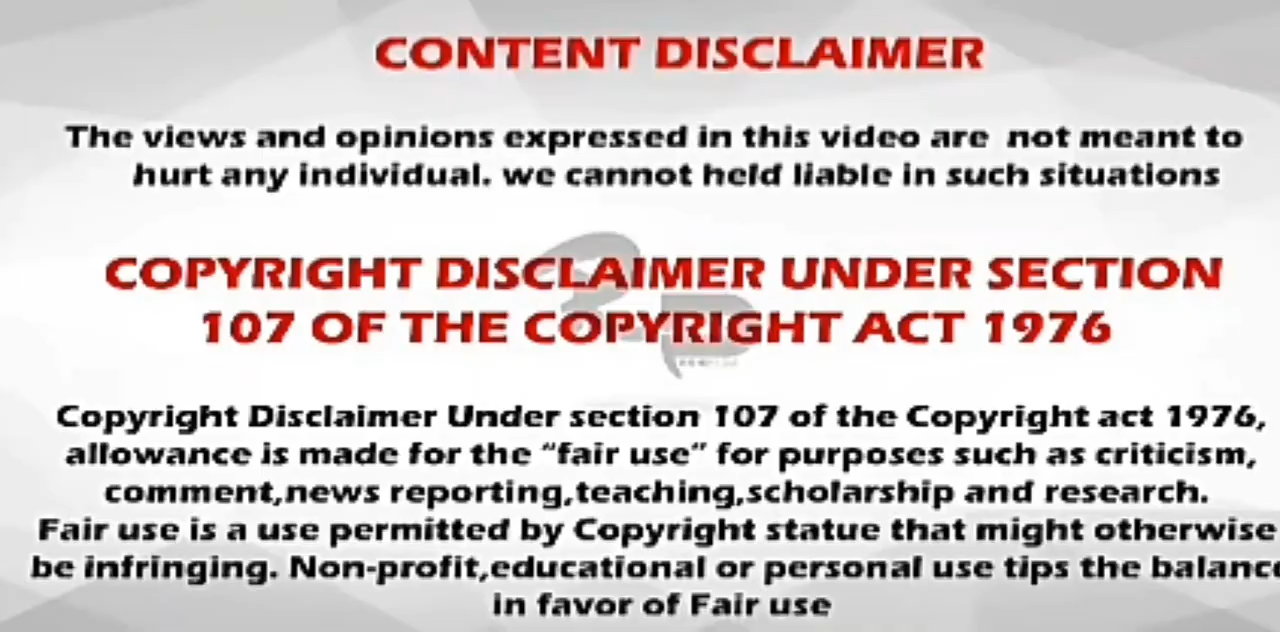 CONTENT DISCLAIMER
The views and opinions expressed in this video are not meant to
hurt any individual. we cannot held liable in such situations
COPYRIGHT DISCLAIMER UNDER SECTION
107 OF THE COPYRIGHT ACT 1976
Copyright Disclaimer Under section 107 of the Copyright act 1976,
allowance is made for the “fair use” for purposes such as criticism,
comment,news reporting,teaching,scholarship and research.
Fair use is a use permitted by Copyright statue that might otherwise
be infringing. Non-profit,educational or personal use tips the balance
in favor of Fair use